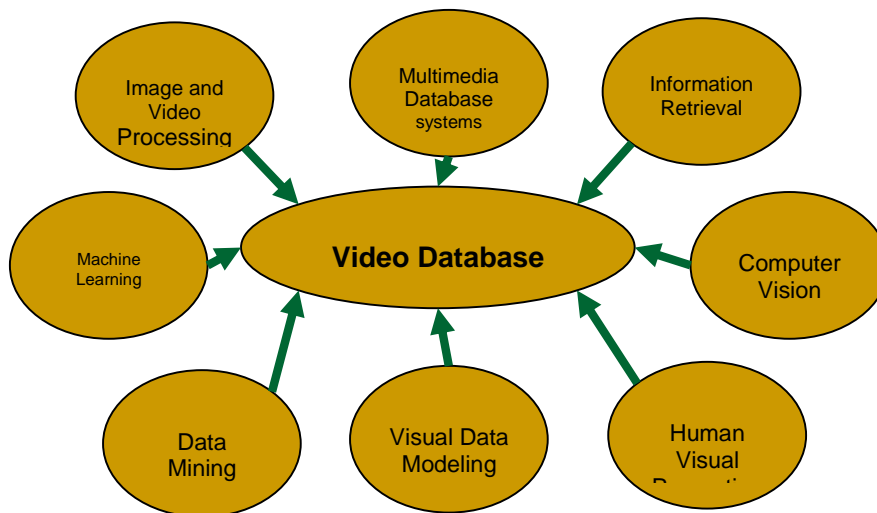 Image and
Video
Processing
Multimedia
Database
systems
Information
Retrieval
Machine
Learning
Video Database
Computer
Vision
Data
Mining
Visual Data
Modeling
Human
Visual